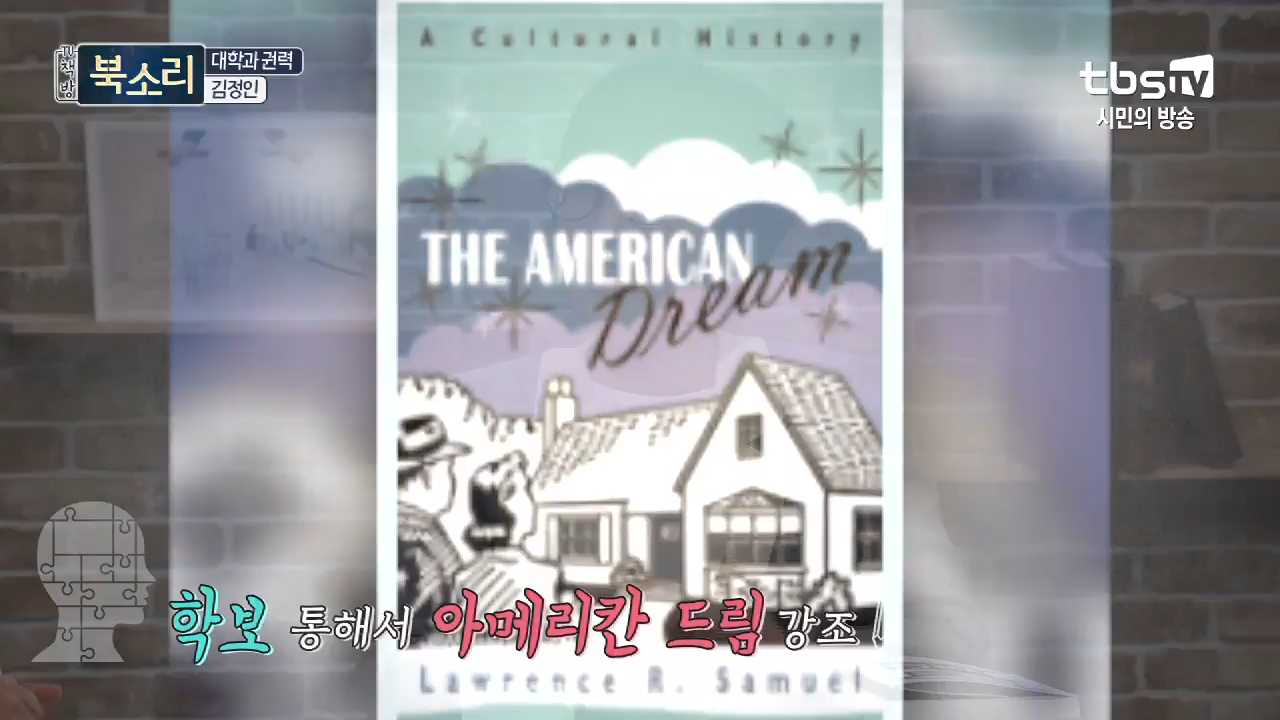 A Cultural History
TV책방
북소리
대학과 권력
김정인
tbs TV
시민의 방송
THE AMERICAN
Dream
학보 통해서 아메리칸 드림 강조
Lawrence R. Samuel